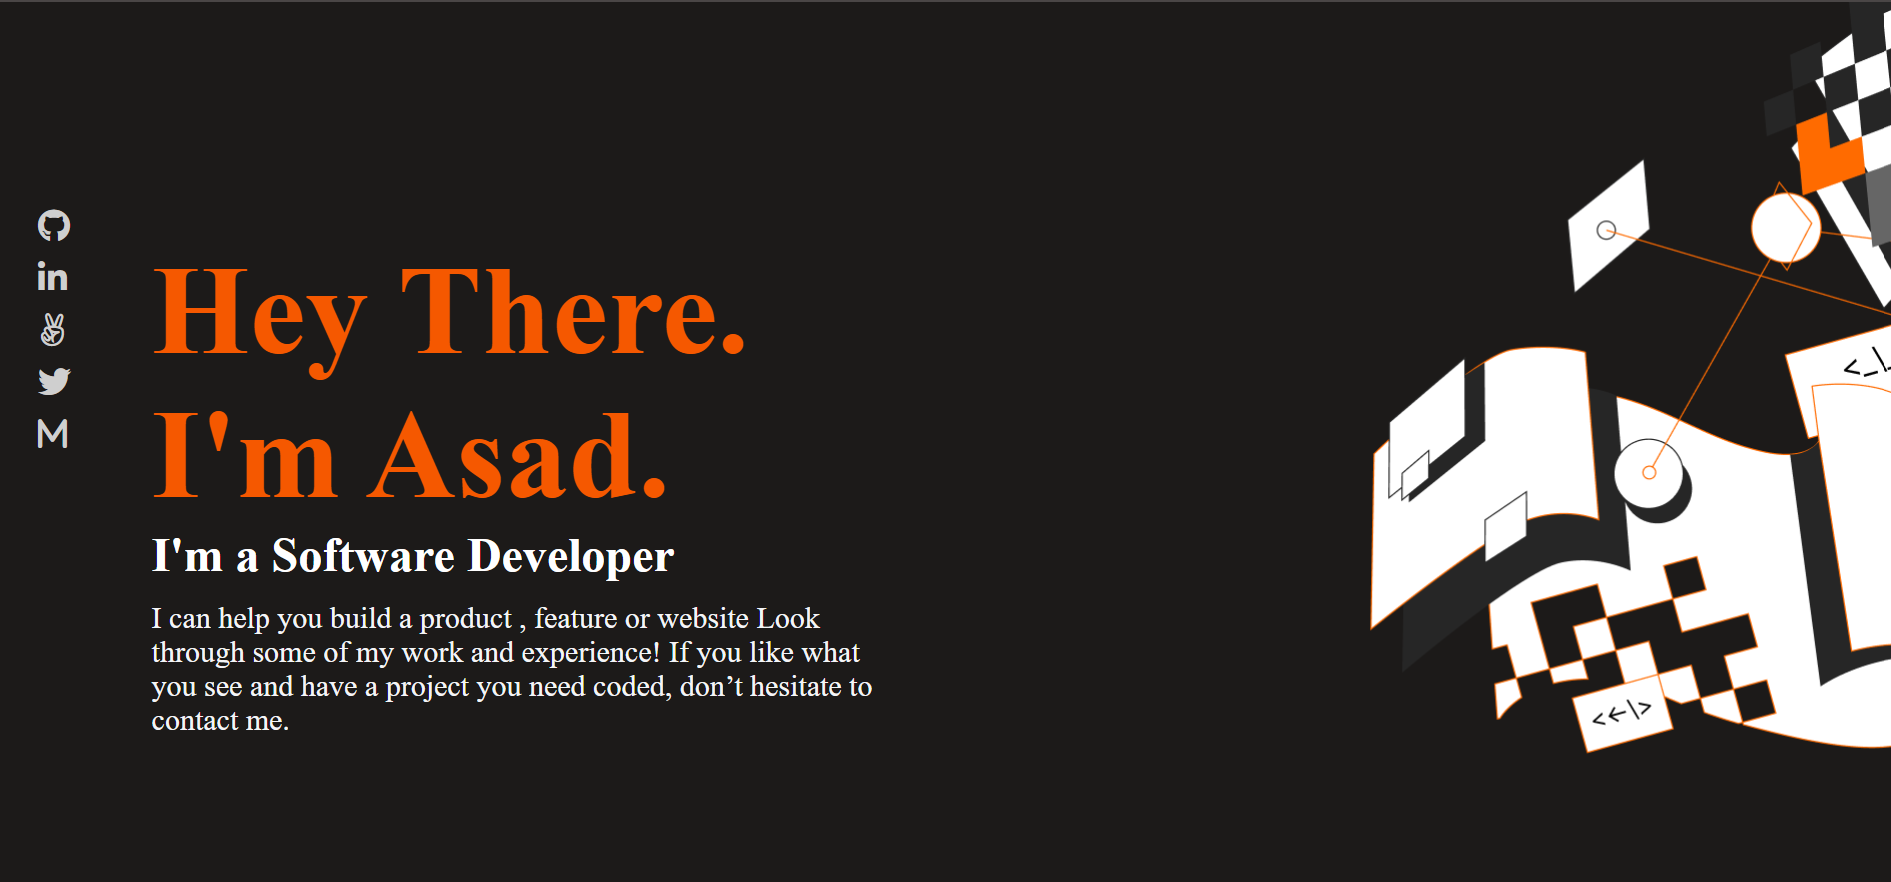 Hey There.
I'm Asad.
I'm a Software Developer
I can help you build a product , feature or website Look
through some of my work and experience! If you like what
you see and have a project you need coded, don’t hesitate to
contact me.
<_\
<←\>